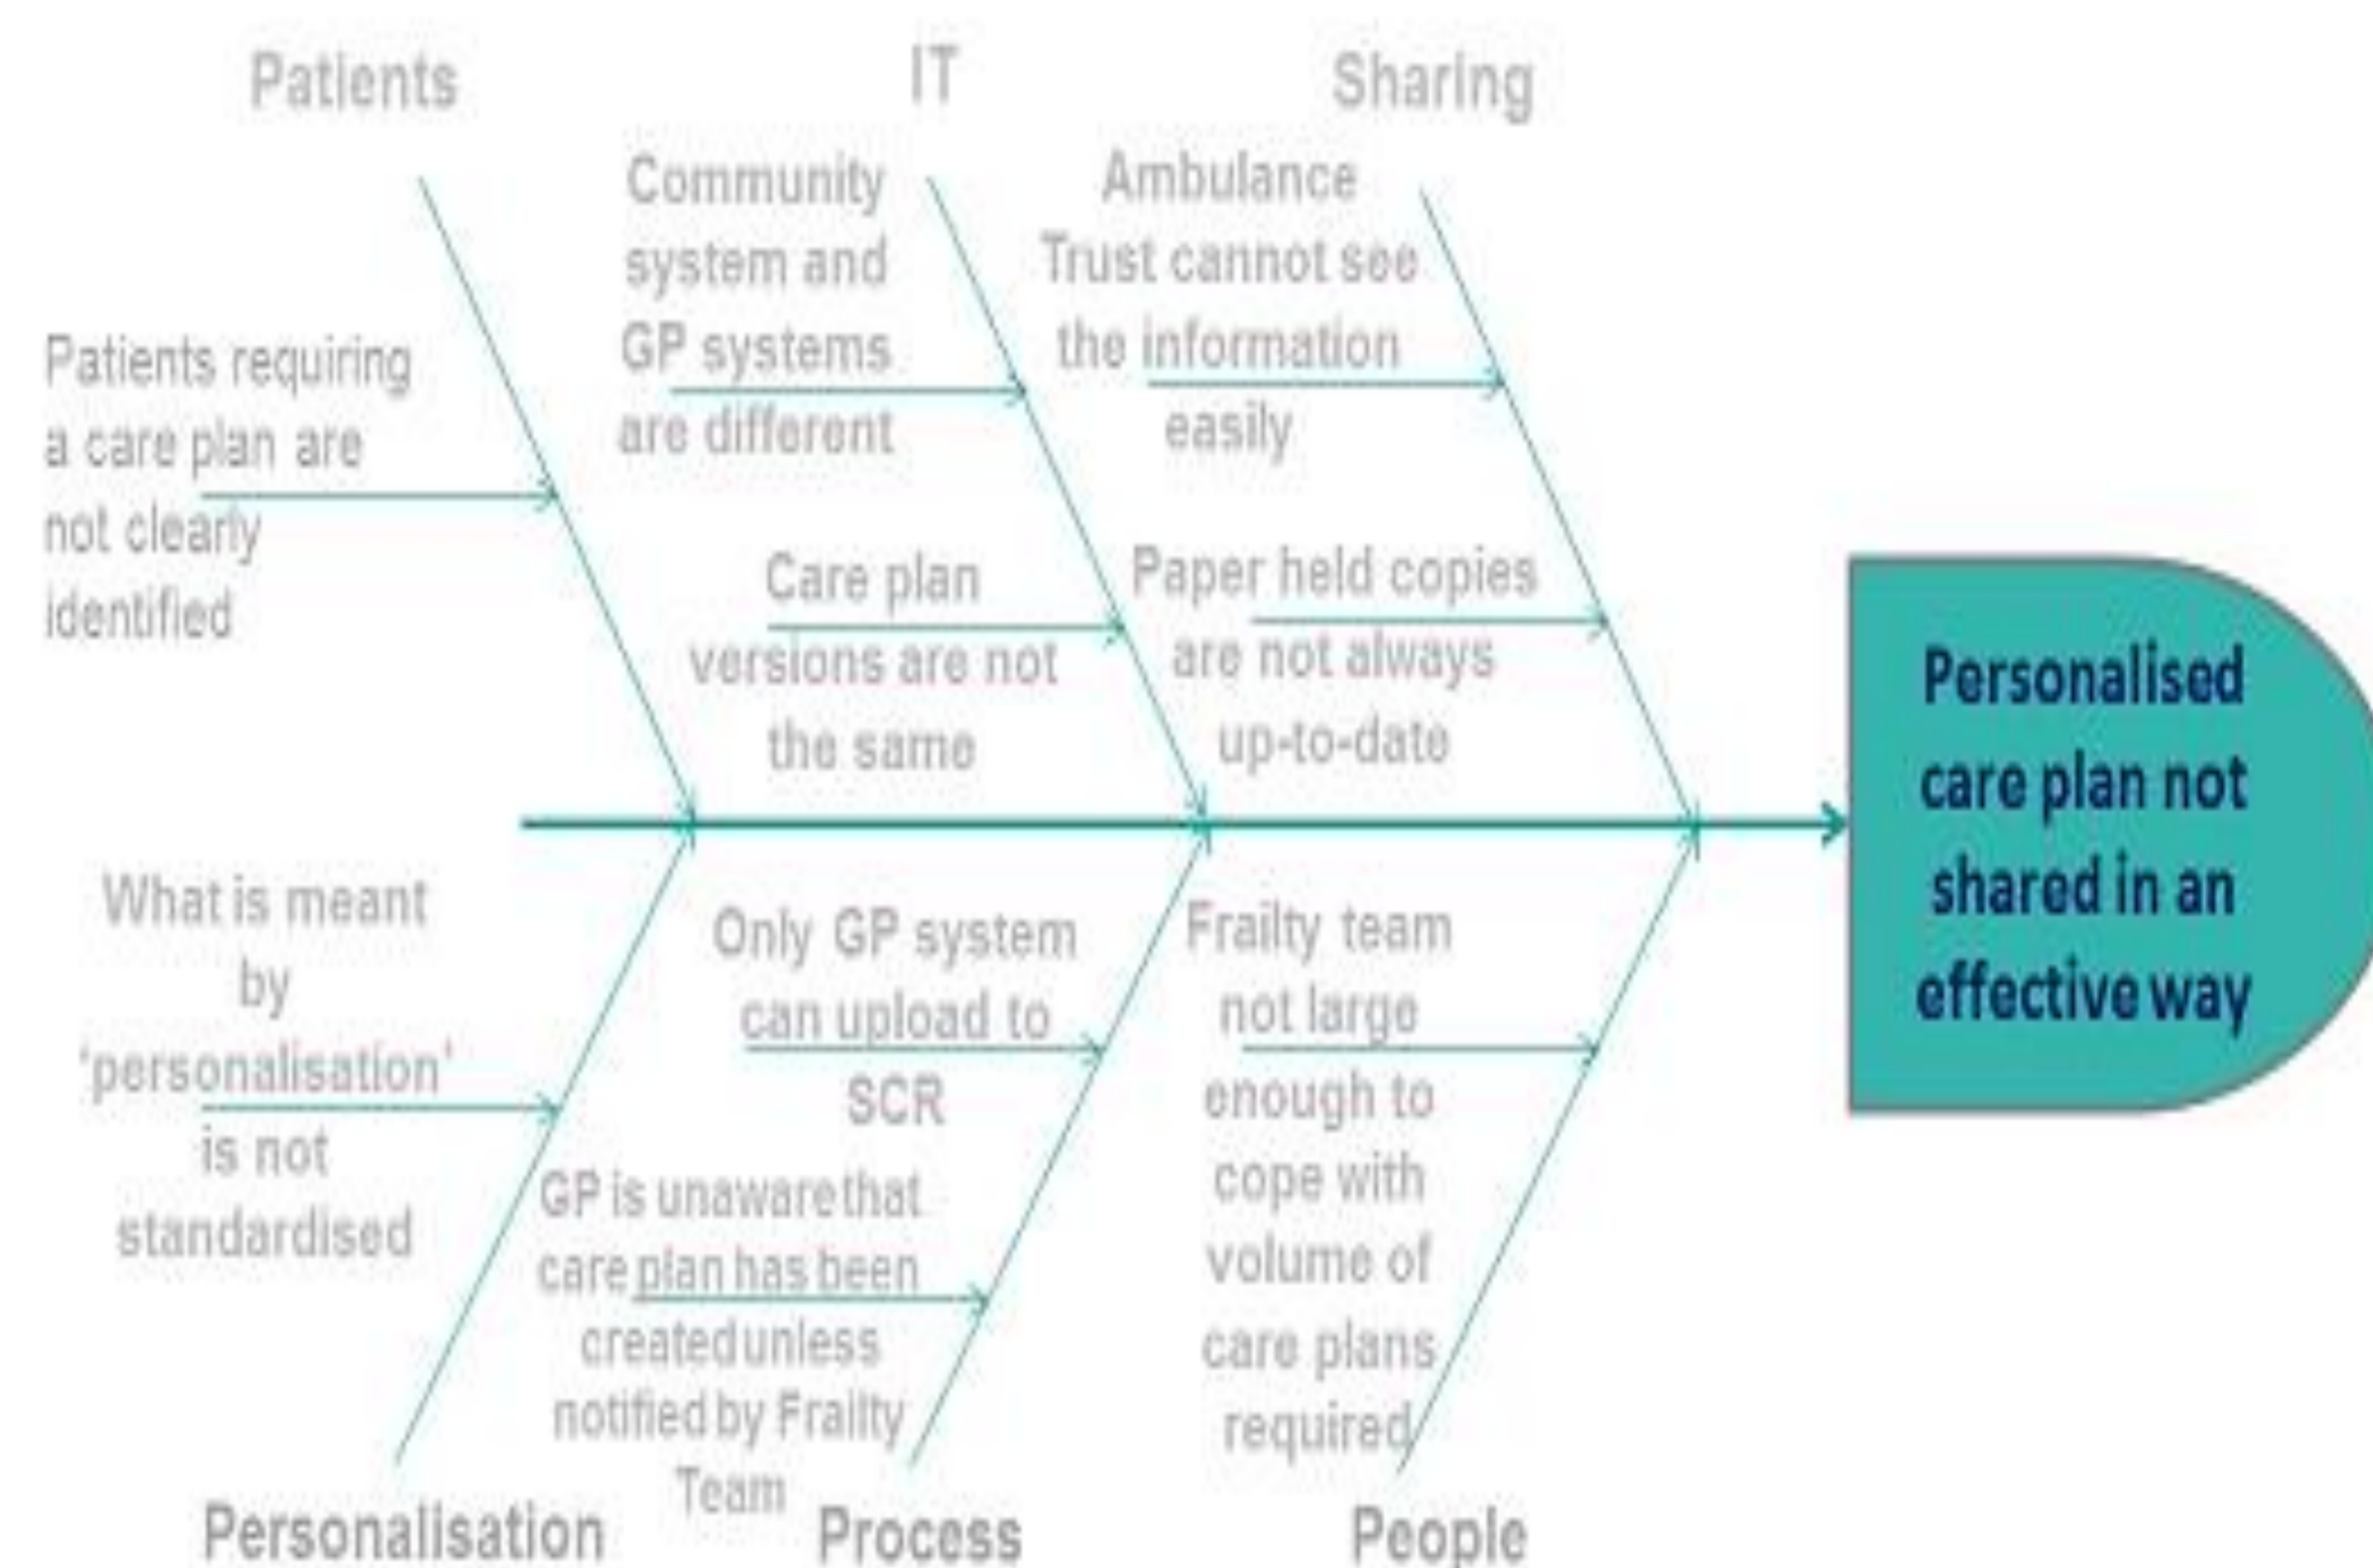 Patients
IT
Sharing
Patients requiring
a care plan are
not clearly
identified
Community
system and
GP systems
are different
Care plan
versions are not
the same
Ambulance
Trust cannot see
the information
easily
Paper held copies
are not always
up-to-date
Personalised
care plan not
shared in an
effective way
What is meant
by
‘personalisation’
is not
standardised
Only GP system
can upload to
SCR
GP is unaware that
care plan has been
created unless
notified by Frailty
Team
Frailty team
not large
enough to
cope with
volume of
care plans
required
Personalisation
Process
People